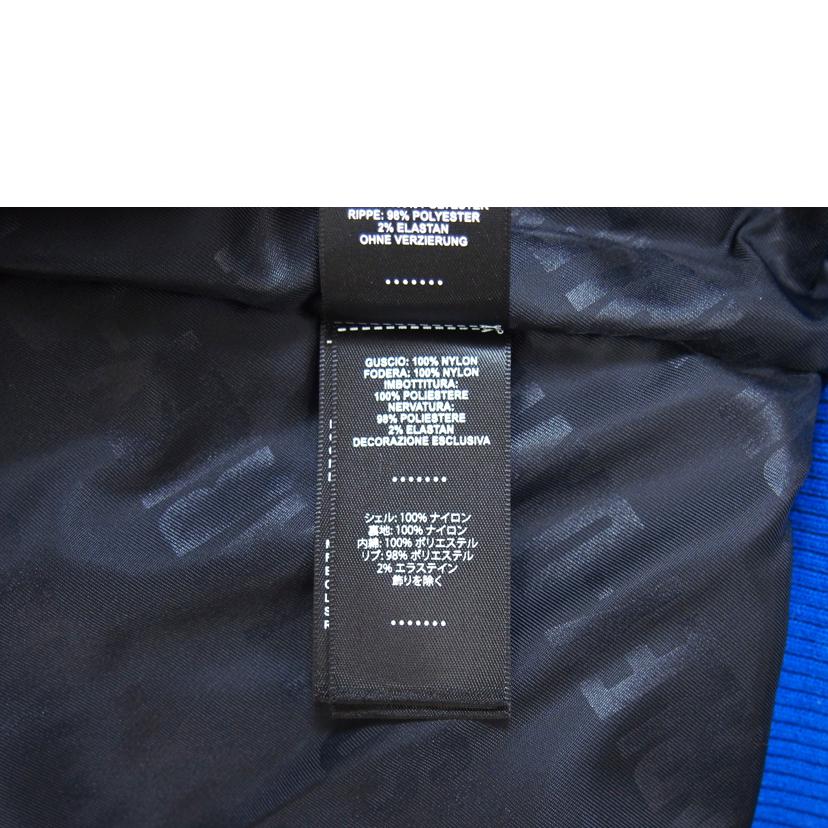 RIPPE: 98% POLYESTER
2% ELASTAN
OHNE VERZIERUNG
GUSCIO: 100% NYLON
FODERA: 100% NYLON
IMBOTTITURA:
100% POLIESTERE
NERVATURA:
98% POLIESTERE
2% ELASTAN
DECORAZIONE ESCLUSIVA
シェル: 100% ナイロン
裏地: 100% ナイロン
内綿: 100% ポリエステル
リブ: 98% ポリエステル
2% エラステイン
飾りを除く